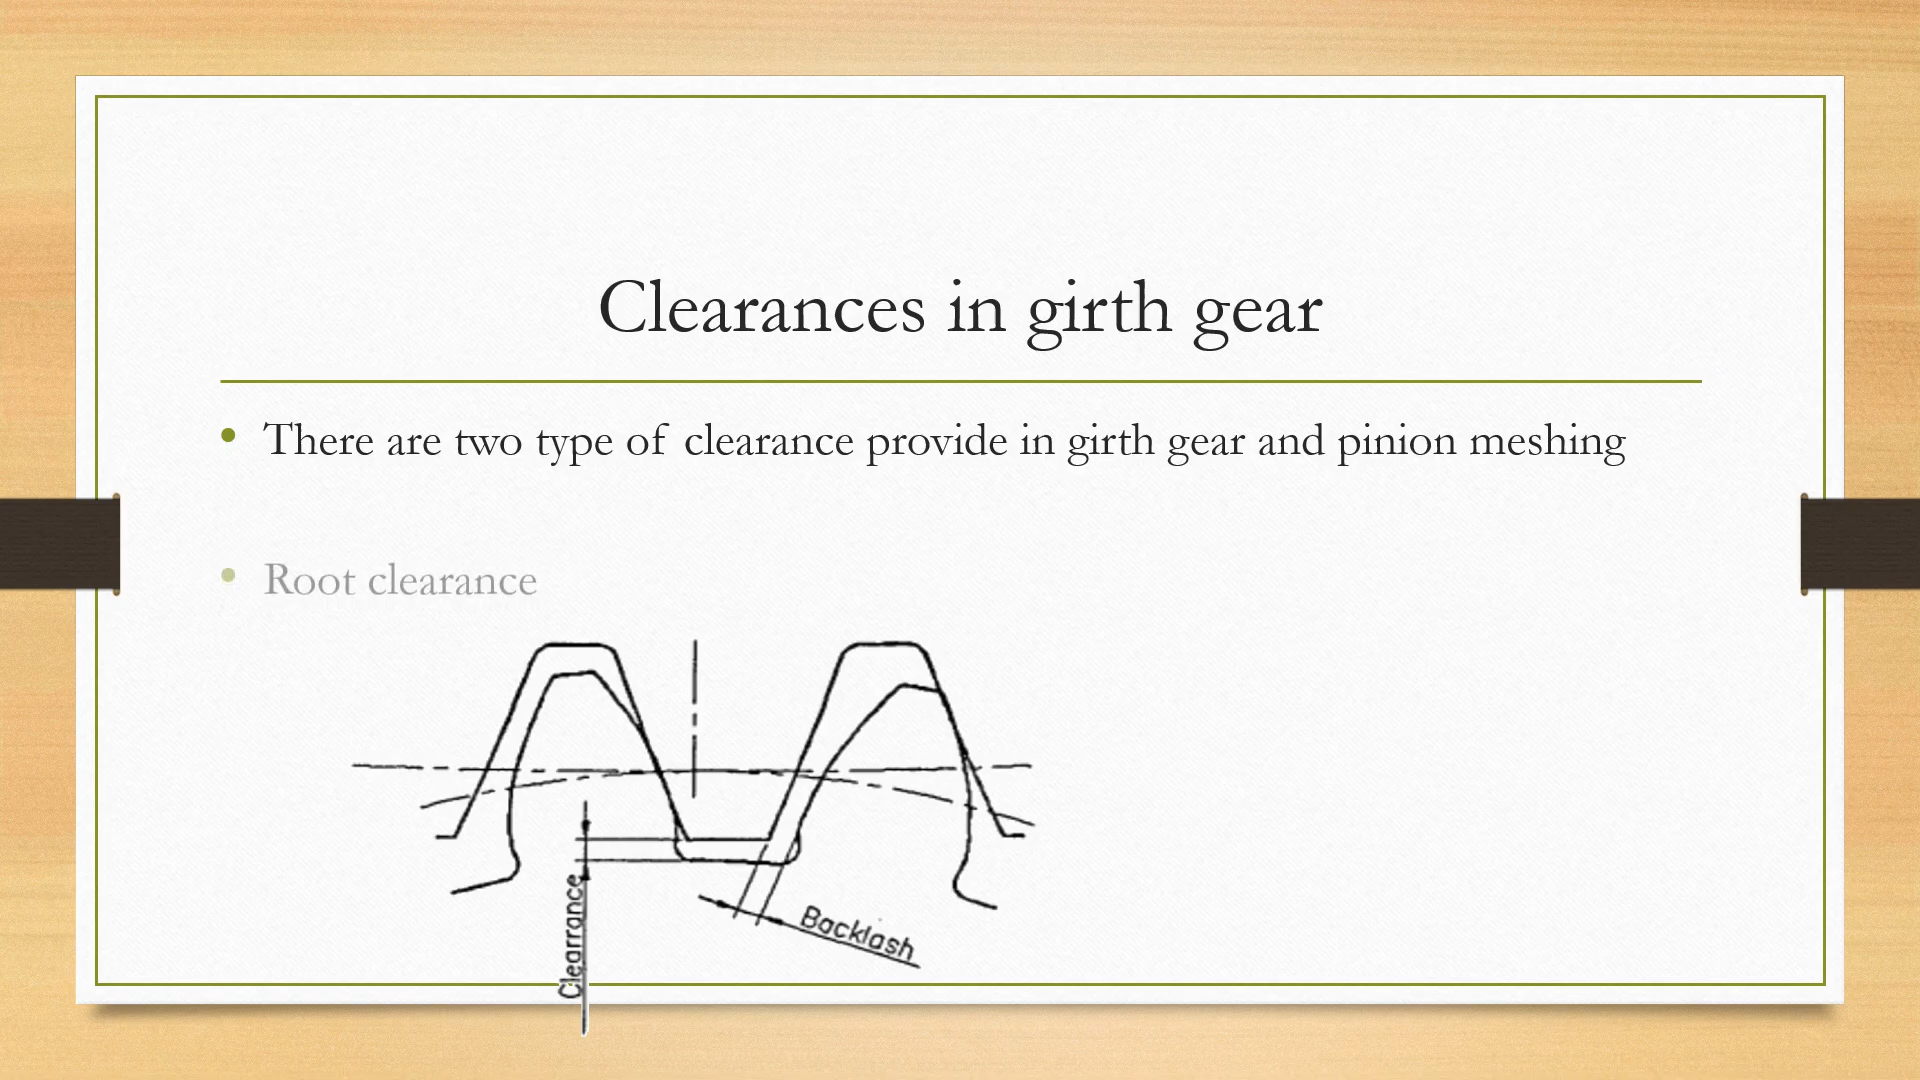 Clearances in girth gear
• There are two type of clearance provide in girth gear and pinion meshing
• Root clearance
Clearrance
Backlash